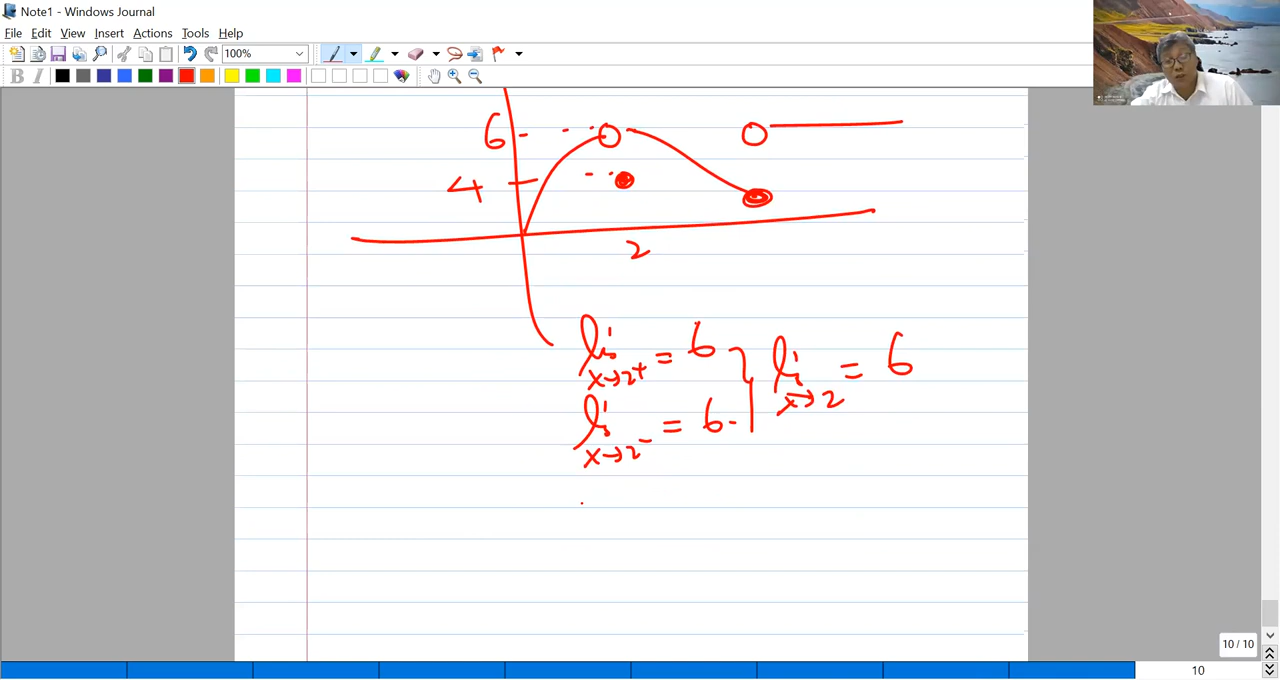 Note1 - Windows Journal
File Edit View Insert Actions Tools Help
100%
B I
6
4
2
lim x→2+ = 6
lim x→2 = 6
lim x→2- = 6.
10 / 10
10